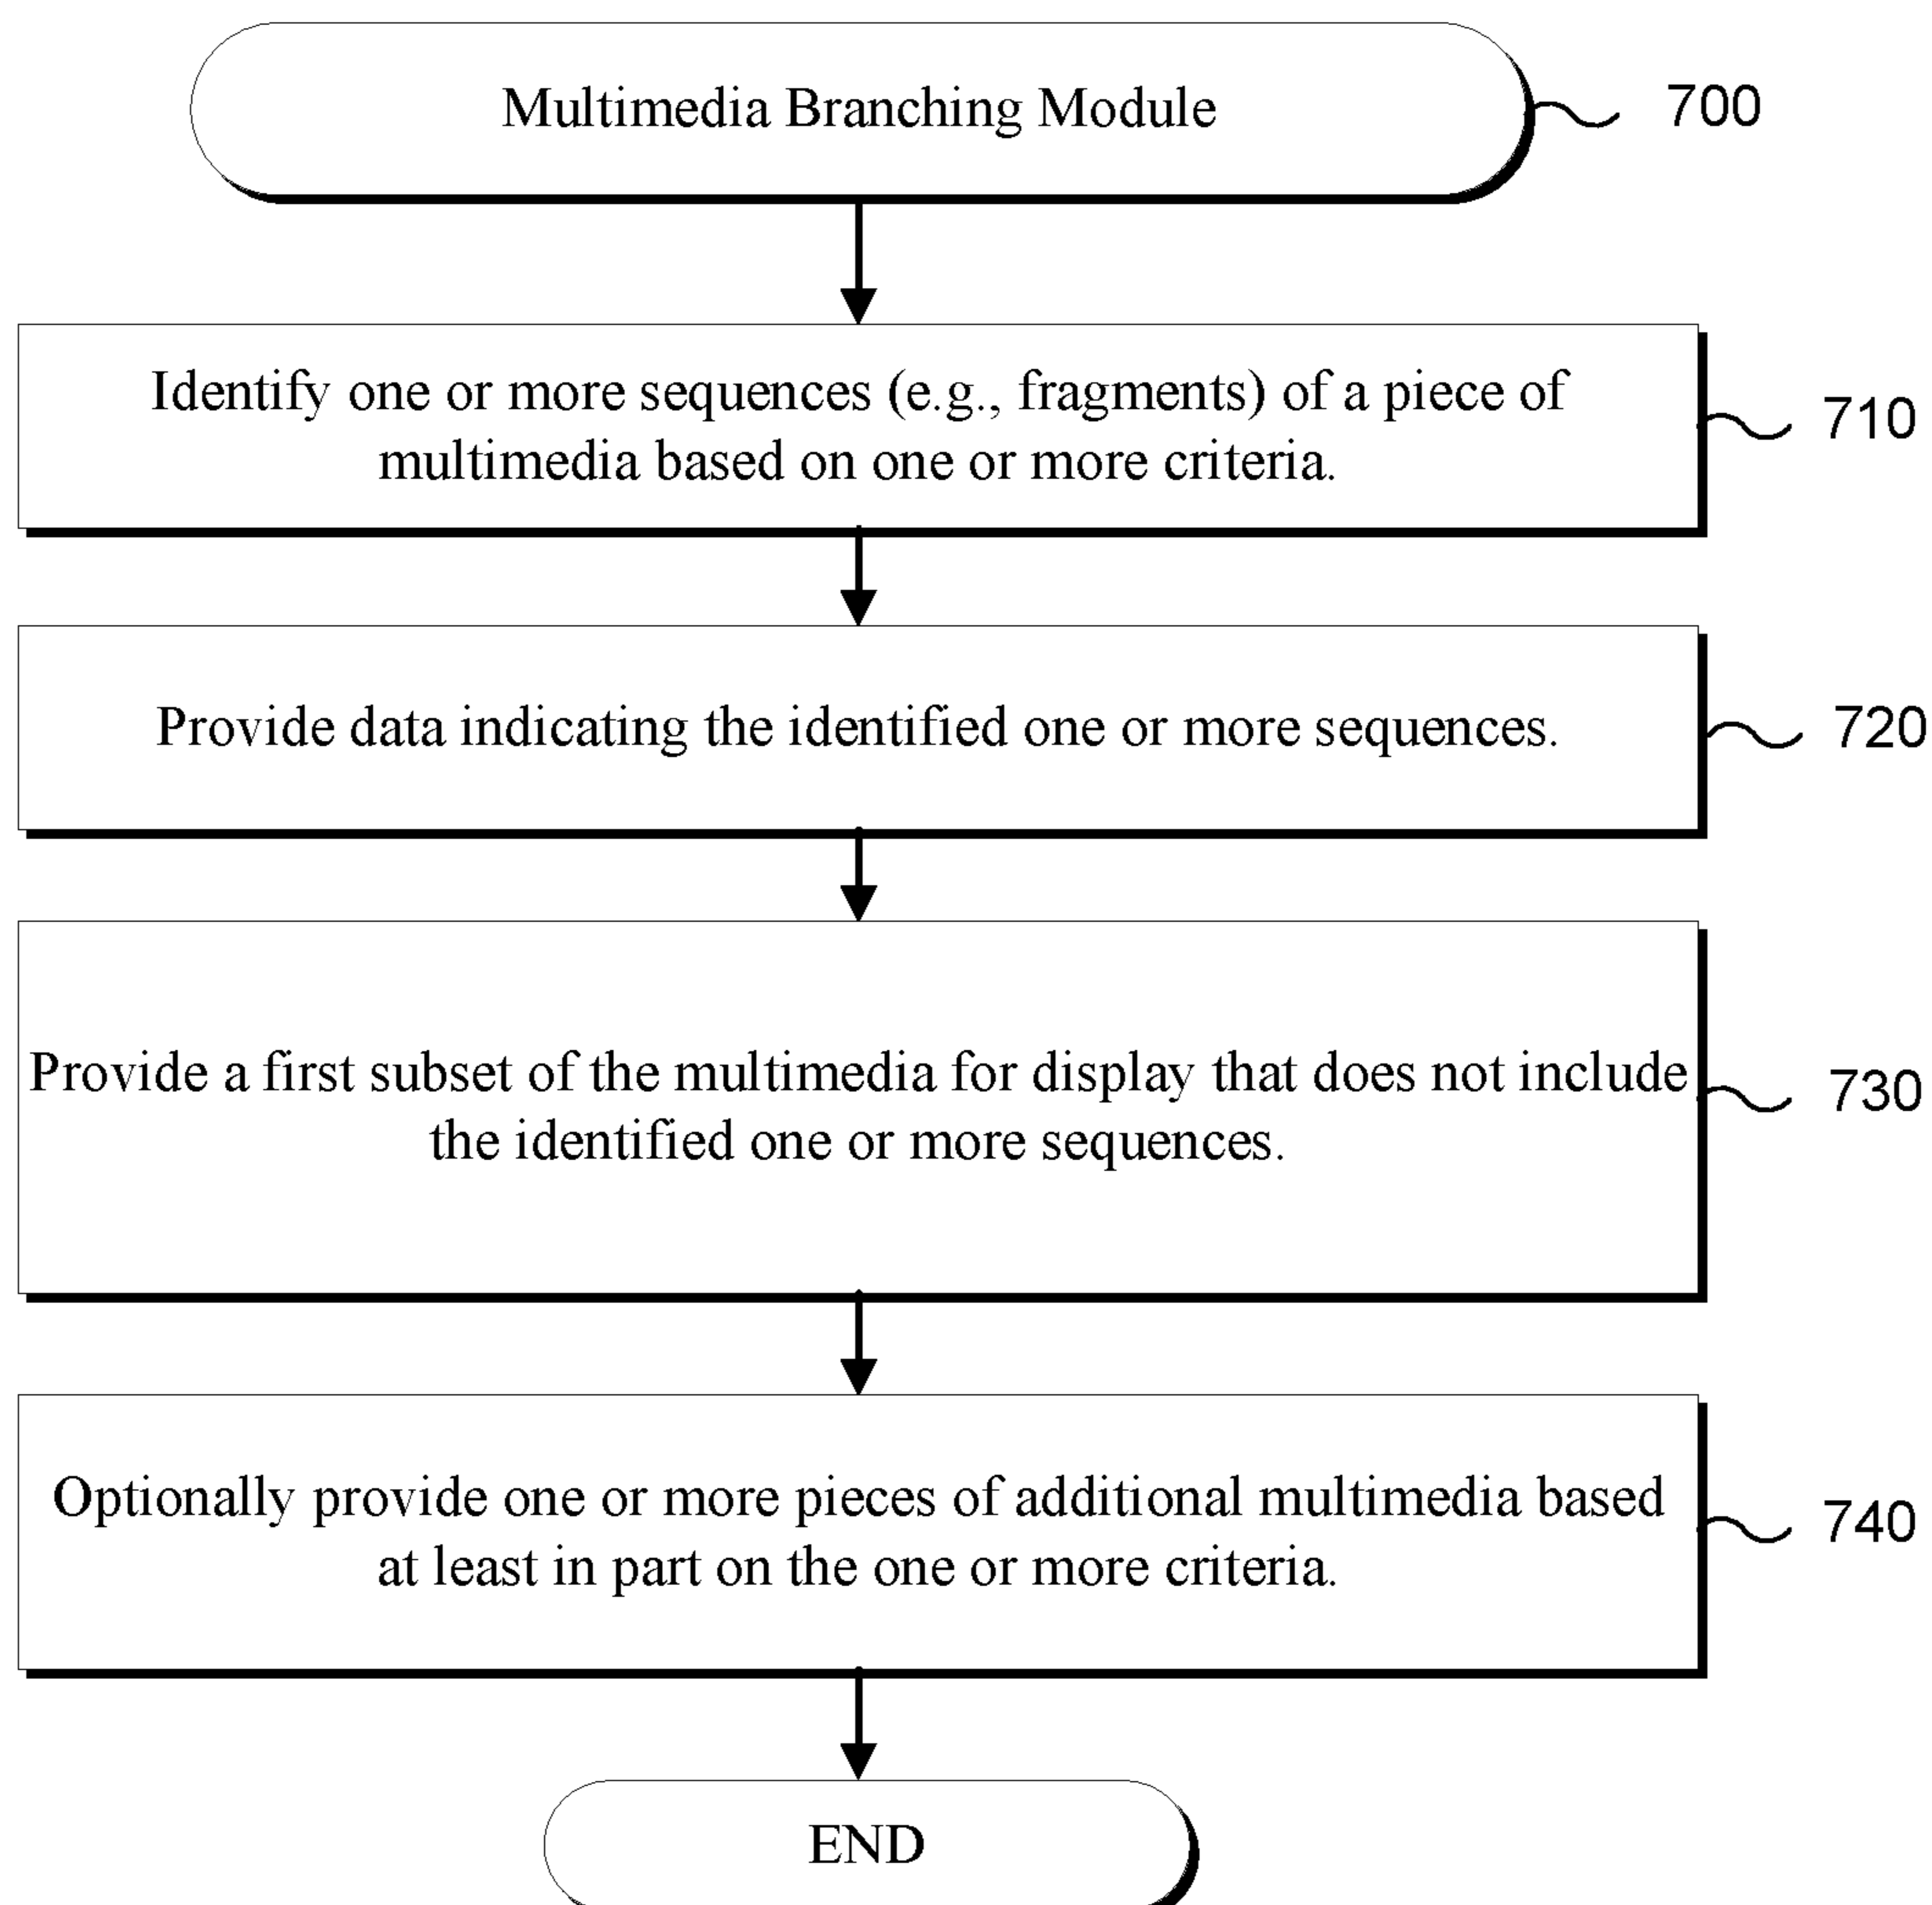 Multimedia Branching Module
700
Identify one or more sequences (e.g., fragments) of a piece of
multimedia based on one or more criteria.
710
Provide data indicating the identified one or more sequences.
720
Provide a first subset of the multimedia for display that does not include
the identified one or more sequences.
730
Optionally provide one or more pieces of additional multimedia based
at least in part on the one or more criteria.
740
END